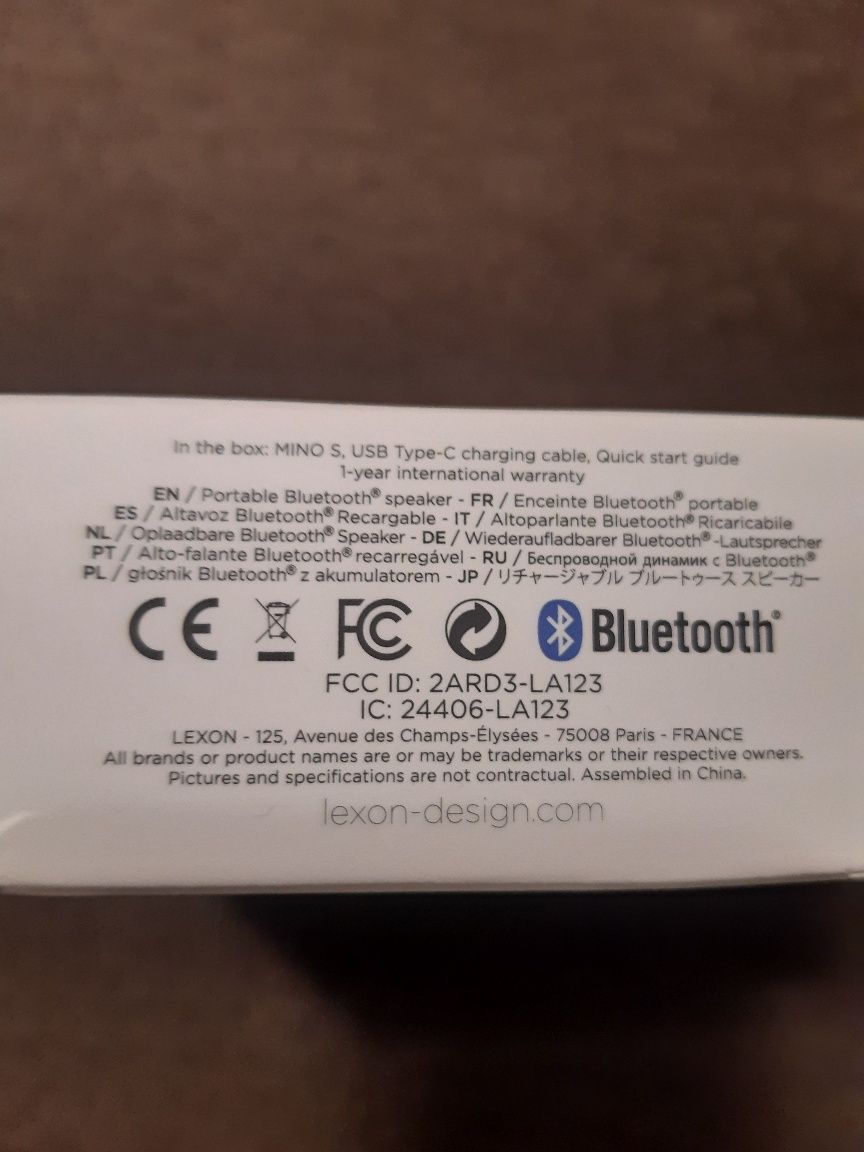 In the box: MINO S, USB Type-C charging cable, Quick start guide
1-year international warranty
EN / Portable Bluetooth® speaker - FR / Enceinte Bluetooth® portable
ES / Altavoz Bluetooth® Recargable - IT / Altoparlante Bluetooth® Ricaricabile
NL / Oplaadbare Bluetooth® Speaker - DE / Wiederaufladbarer Bluetooth® -Lautsprecher
PT / Alto-falante Bluetooth® recarregável - RU / Беспроводной динамик с Bluetooth®
PL / głośnik Bluetooth® z akumulatorem - JP / リチャージャブル ブルートゥース スピーカー
CE FC Bluetooth®
FCC ID: 2ARD3-LA123
IC: 24406-LA123
LEXON - 125, Avenue des Champs-Élysées - 75008 Paris - FRANCE
All brands or product names are or may be trademarks or their respective owners.
Pictures and specifications are not contractual. Assembled in China.
lexon-design.com